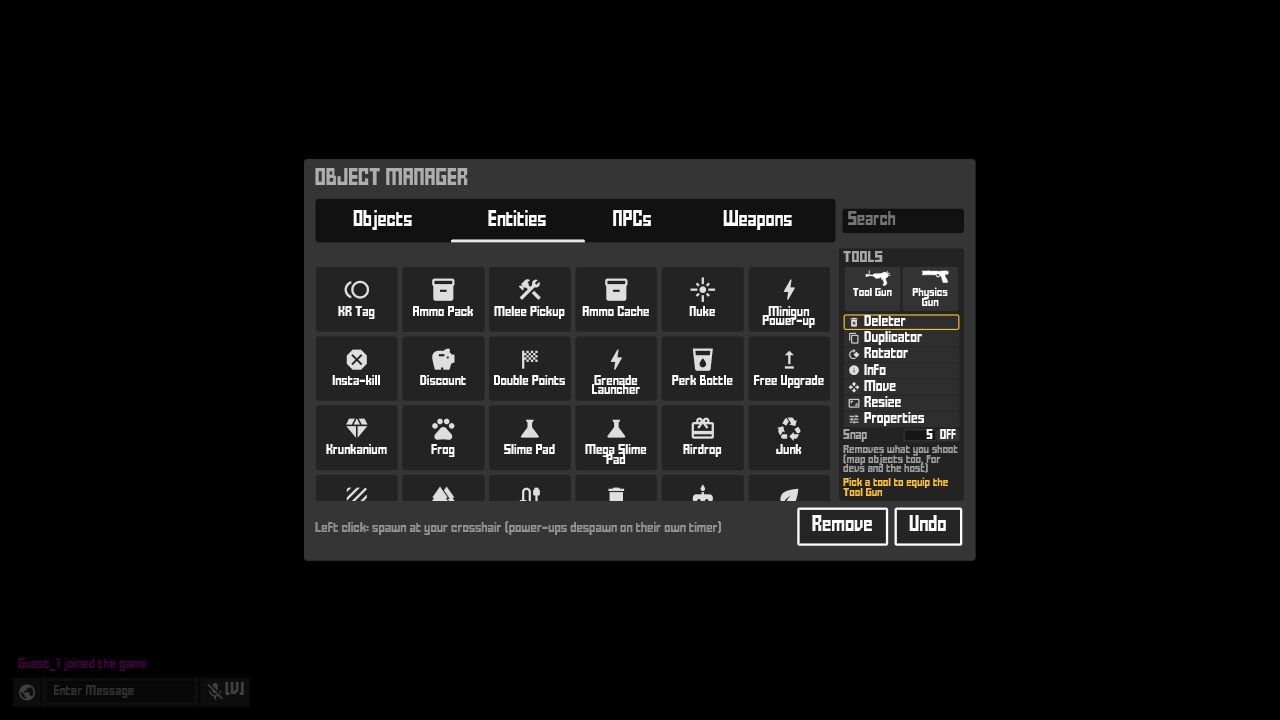 OBJECT MANAGER
Objects Entities NPCs Weapons
Search
TOOLS
Tool Gun
Physics
Gun
KR Tag
Ammo Pack
Melee Pickup
Ammo Cache
Nuke
Minigun
Power-up
Insta-kill
Discount
Double Points
Grenade
Launcher
Perk Bottle
Free Upgrade
Krunkanium
Frog
Slime Pad
Mega Slime
Pad
Airdrop
Junk
Deleter
Duplicator
Rotator
Info
Move
Resize
Properties
Snap 5 OFF
Removes what you shoot
(map objects too, for
devs and the host)
Pick a tool to equip the
Tool Gun
Left click: spawn at your crosshair (power-ups despawn on their own timer)
Remove
Undo
Guest_1 joined the game
Enter Message
[V]